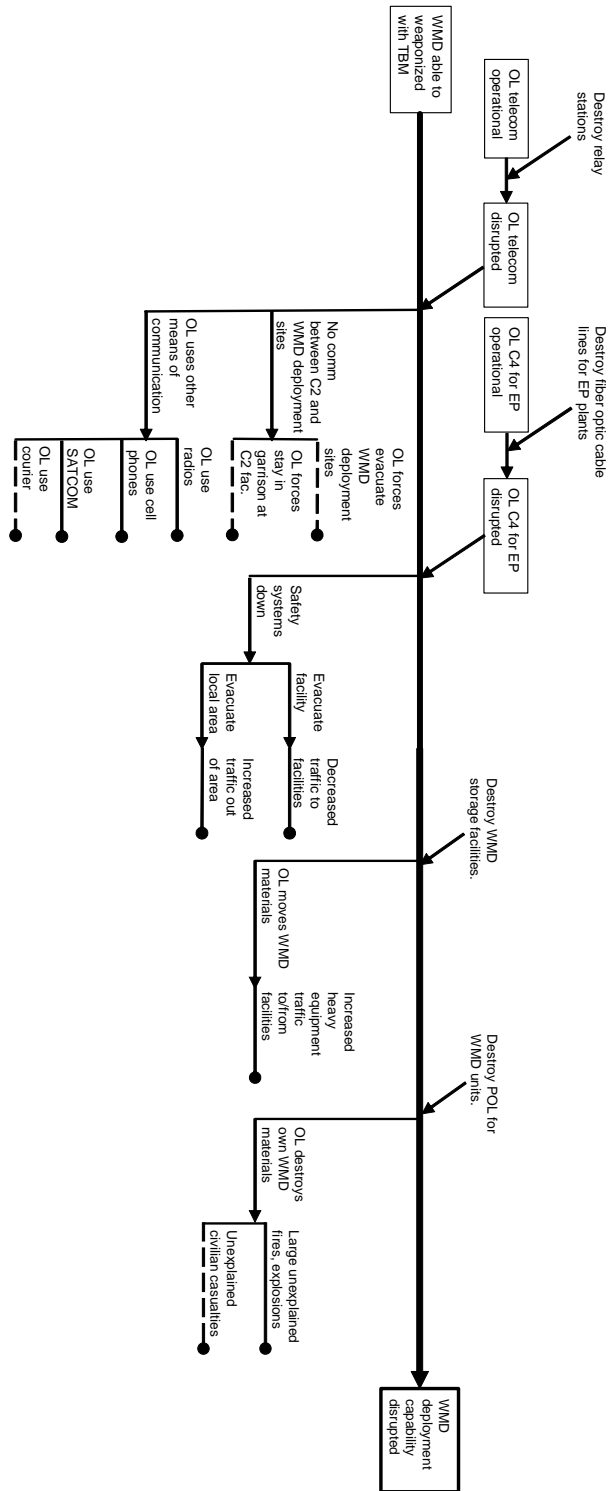 WMD able to
weaponized
with TBM
OL telecom
operational
Destroy relay
stations
OL telecom
disrupted
OL C4 for EP
operational
Destroy fiber optic cable
lines for EP plants
OL C4 for EP
disrupted
No comm
between C2 and
WMD deployment
sites
OL uses other
means of
communication
OL forces
evacuate
WMD
deployment
sites
OL forces
stay in
garrison at
C2 fac.
OL use
radios
OL use cell
phones
OL use
SATCOM
OL use
courier
Safety
systems
down
Evacuate
facility
Decreased
traffic to
facilities
Evacuate
local area
Increased
traffic out
of area
Destroy WMD
storage facilities.
OL moves WMD
materials
Increased
heavy
equipment
traffic
to/from
facilities
Destroy POL for
WMD units.
OL destroys
own WMD
materials
Large unexplained
fires, explosions
Unexplained
civilian casualties
WMD
deployment
capability
disrupted